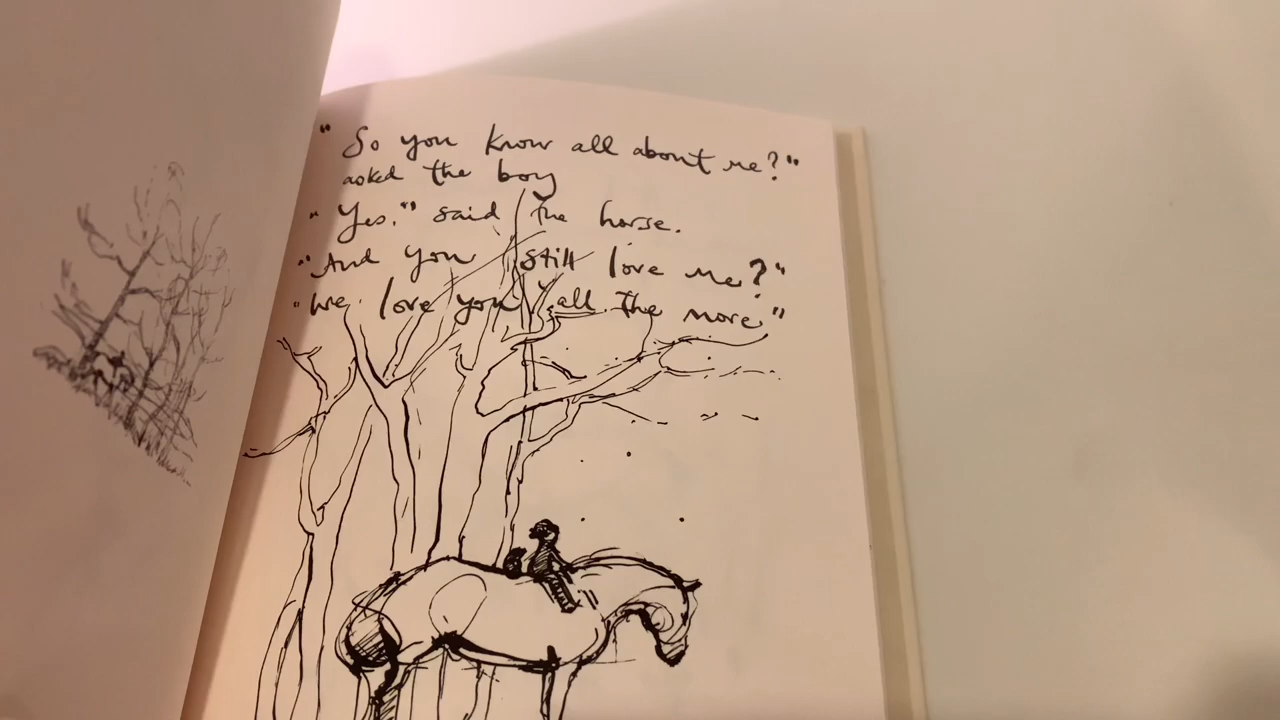 " So you know all about me?"
asked the boy
"Yes." said the horse.
"And you still love me?"
"We love you all the more"